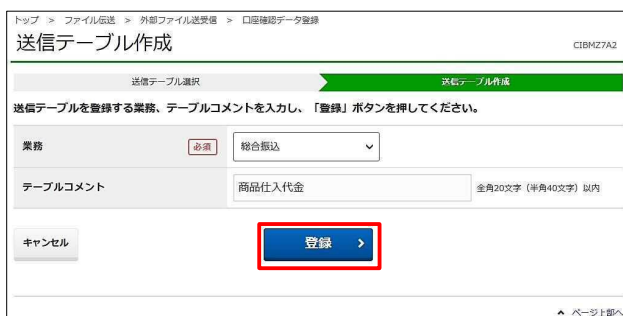 トップ > ファイル伝送 > 外部ファイル送受信 > 口座確認データ登録
送信テーブル作成
CIBMZ7A2
送信テーブル選択
送信テーブル作成
送信テーブルを登録する業務、テーブルコメントを入力し、「登録」ボタンを押してください。
業務
必須
総合振込
テーブルコメント
商品仕入代金
全角20文字（半角40文字）以内
キャンセル
登録
ページ上部へ